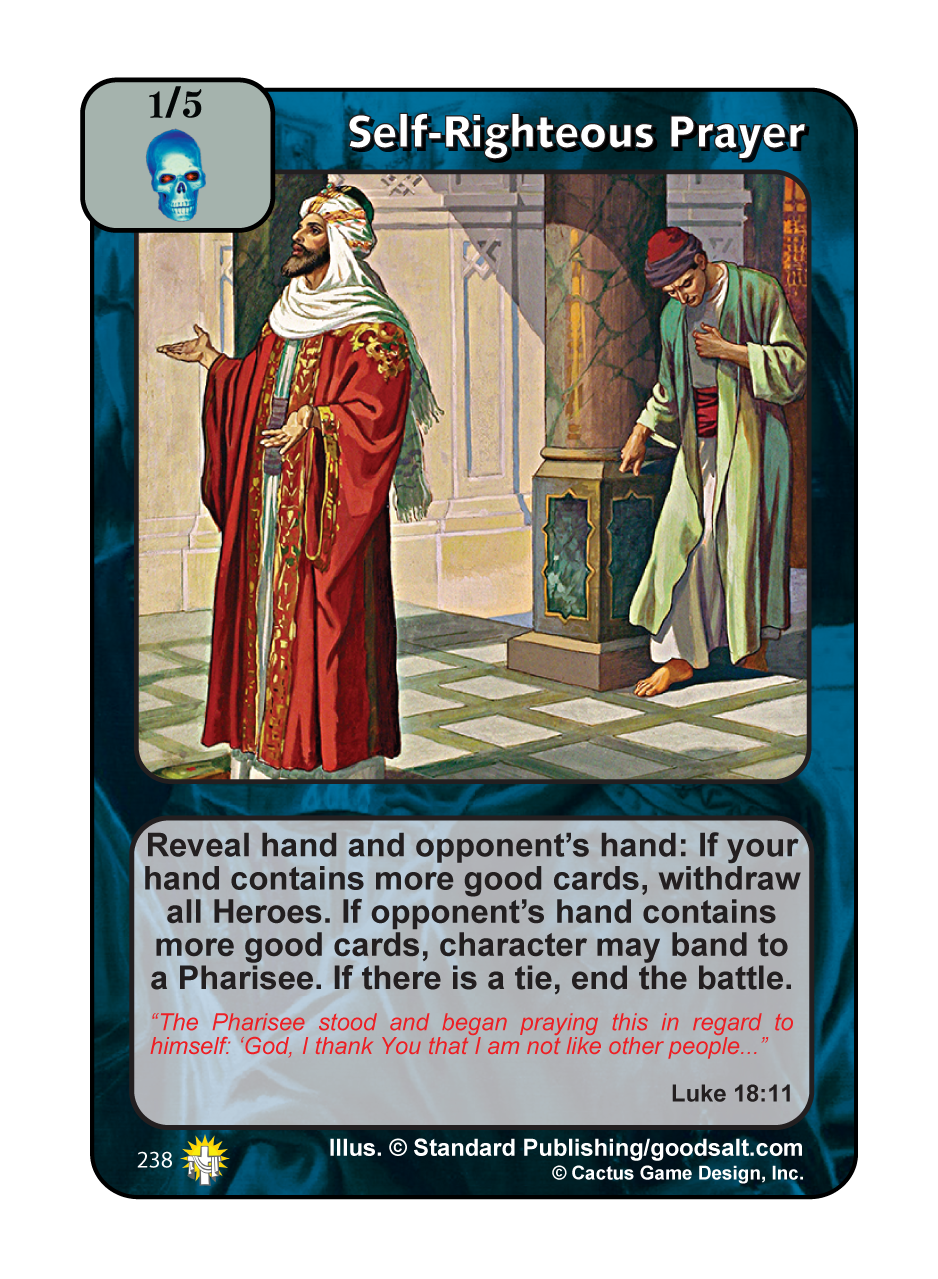 1/5
Self-Righteous Prayer
Reveal hand and opponent’s hand: If your
hand contains more good cards, withdraw
all Heroes. If opponent’s hand contains
more good cards, character may band to
a Pharisee. If there is a tie, end the battle.
“The Pharisee stood and began praying this in regard to
himself: ‘God, I thank You that I am not like other people...”
Luke 18:11
238
Illus. © Standard Publishing/goodsalt.com
© Cactus Game Design, Inc.